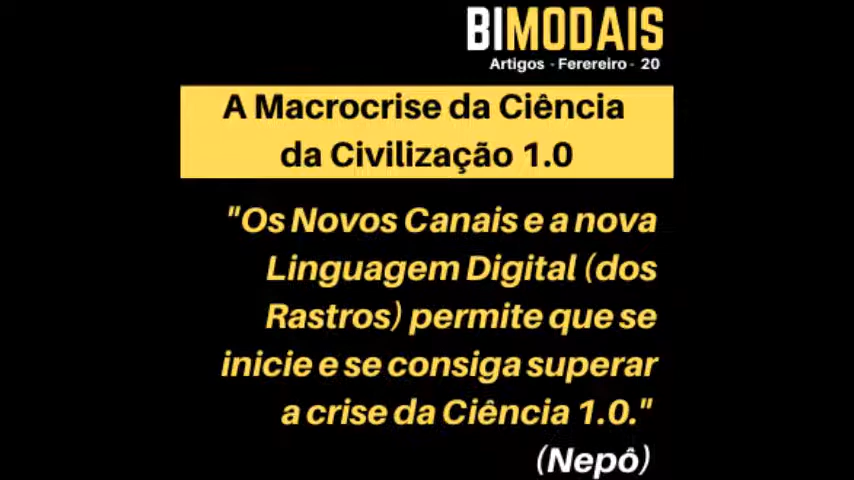 BIMODAIS
Artigos - Ferereiro - 20
A Macrocrise da Ciência
da Civilização 1.0
"Os Novos Canais e a nova
Linguagem Digital (dos
Rastros) permite que se
inicie e se consiga superar
a crise da Ciência 1.0."
(Nepô)